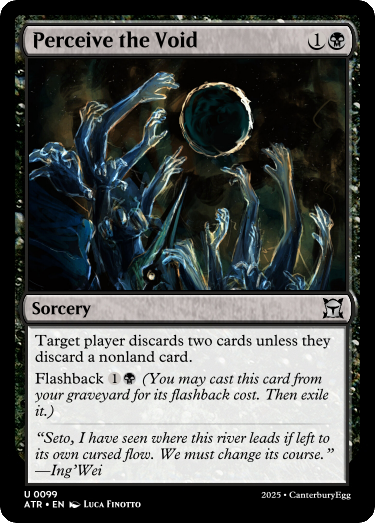 Perceive the Void 1
Sorcery
Target player discards two cards unless they
discard a nonland card.
Flashback 1 (You may cast this card from
your graveyard for its flashback cost. Then exile
it.)
“Seto, I have seen where this river leads if left to
its own cursed flow. We must change its course.”
—Ing’Wei
U 0099
ATR • EN Luca Finotto
2025 • CanterburyEgg